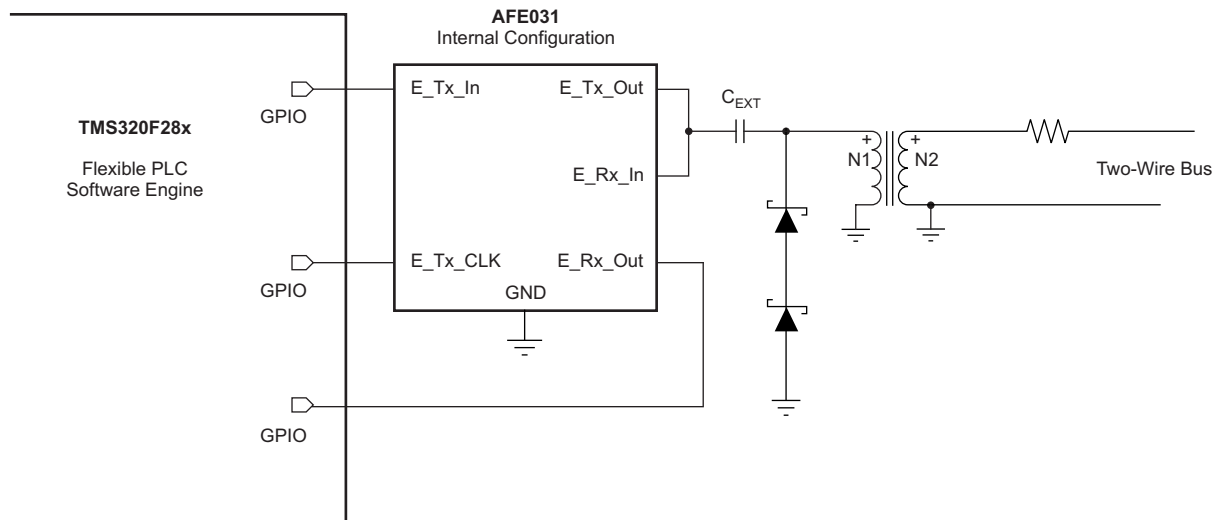 AFE031
Internal Configuration
TMS320F28x
Flexible PLC
Software Engine
GPIO
GPIO
GPIO
E_Tx_In
E_Tx_Out
E_Rx_In
E_Tx_CLK
E_Rx_Out
GND
C_EXT
+
N1
+
N2
Two-Wire Bus